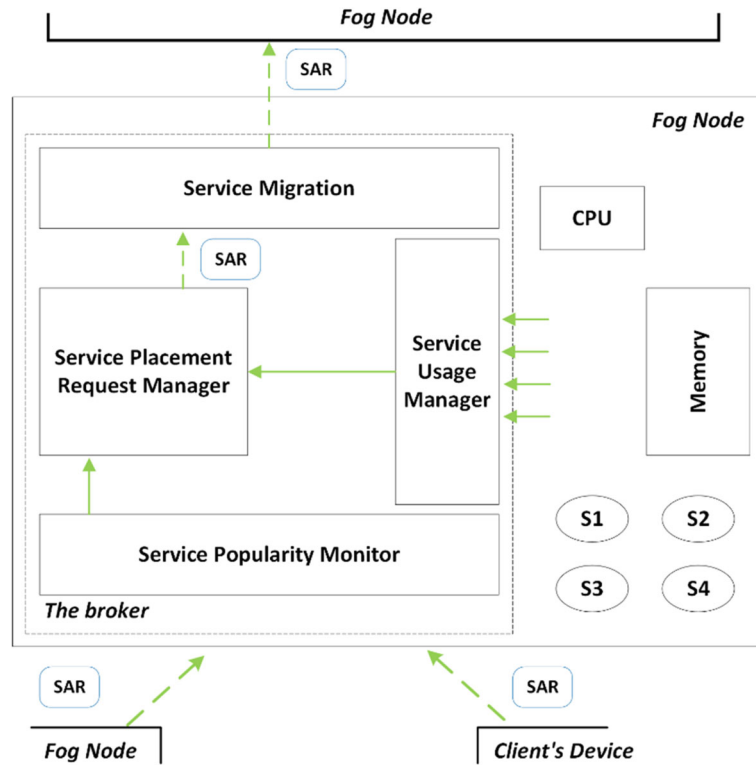 Fog Node
SAR
Fog Node
Service Migration
CPU
SAR
Service Placement
Request Manager
Service
Usage
Manager
Memory
S1
S2
Service Popularity Monitor
S3
S4
The broker
SAR
SAR
Fog Node
Client's Device